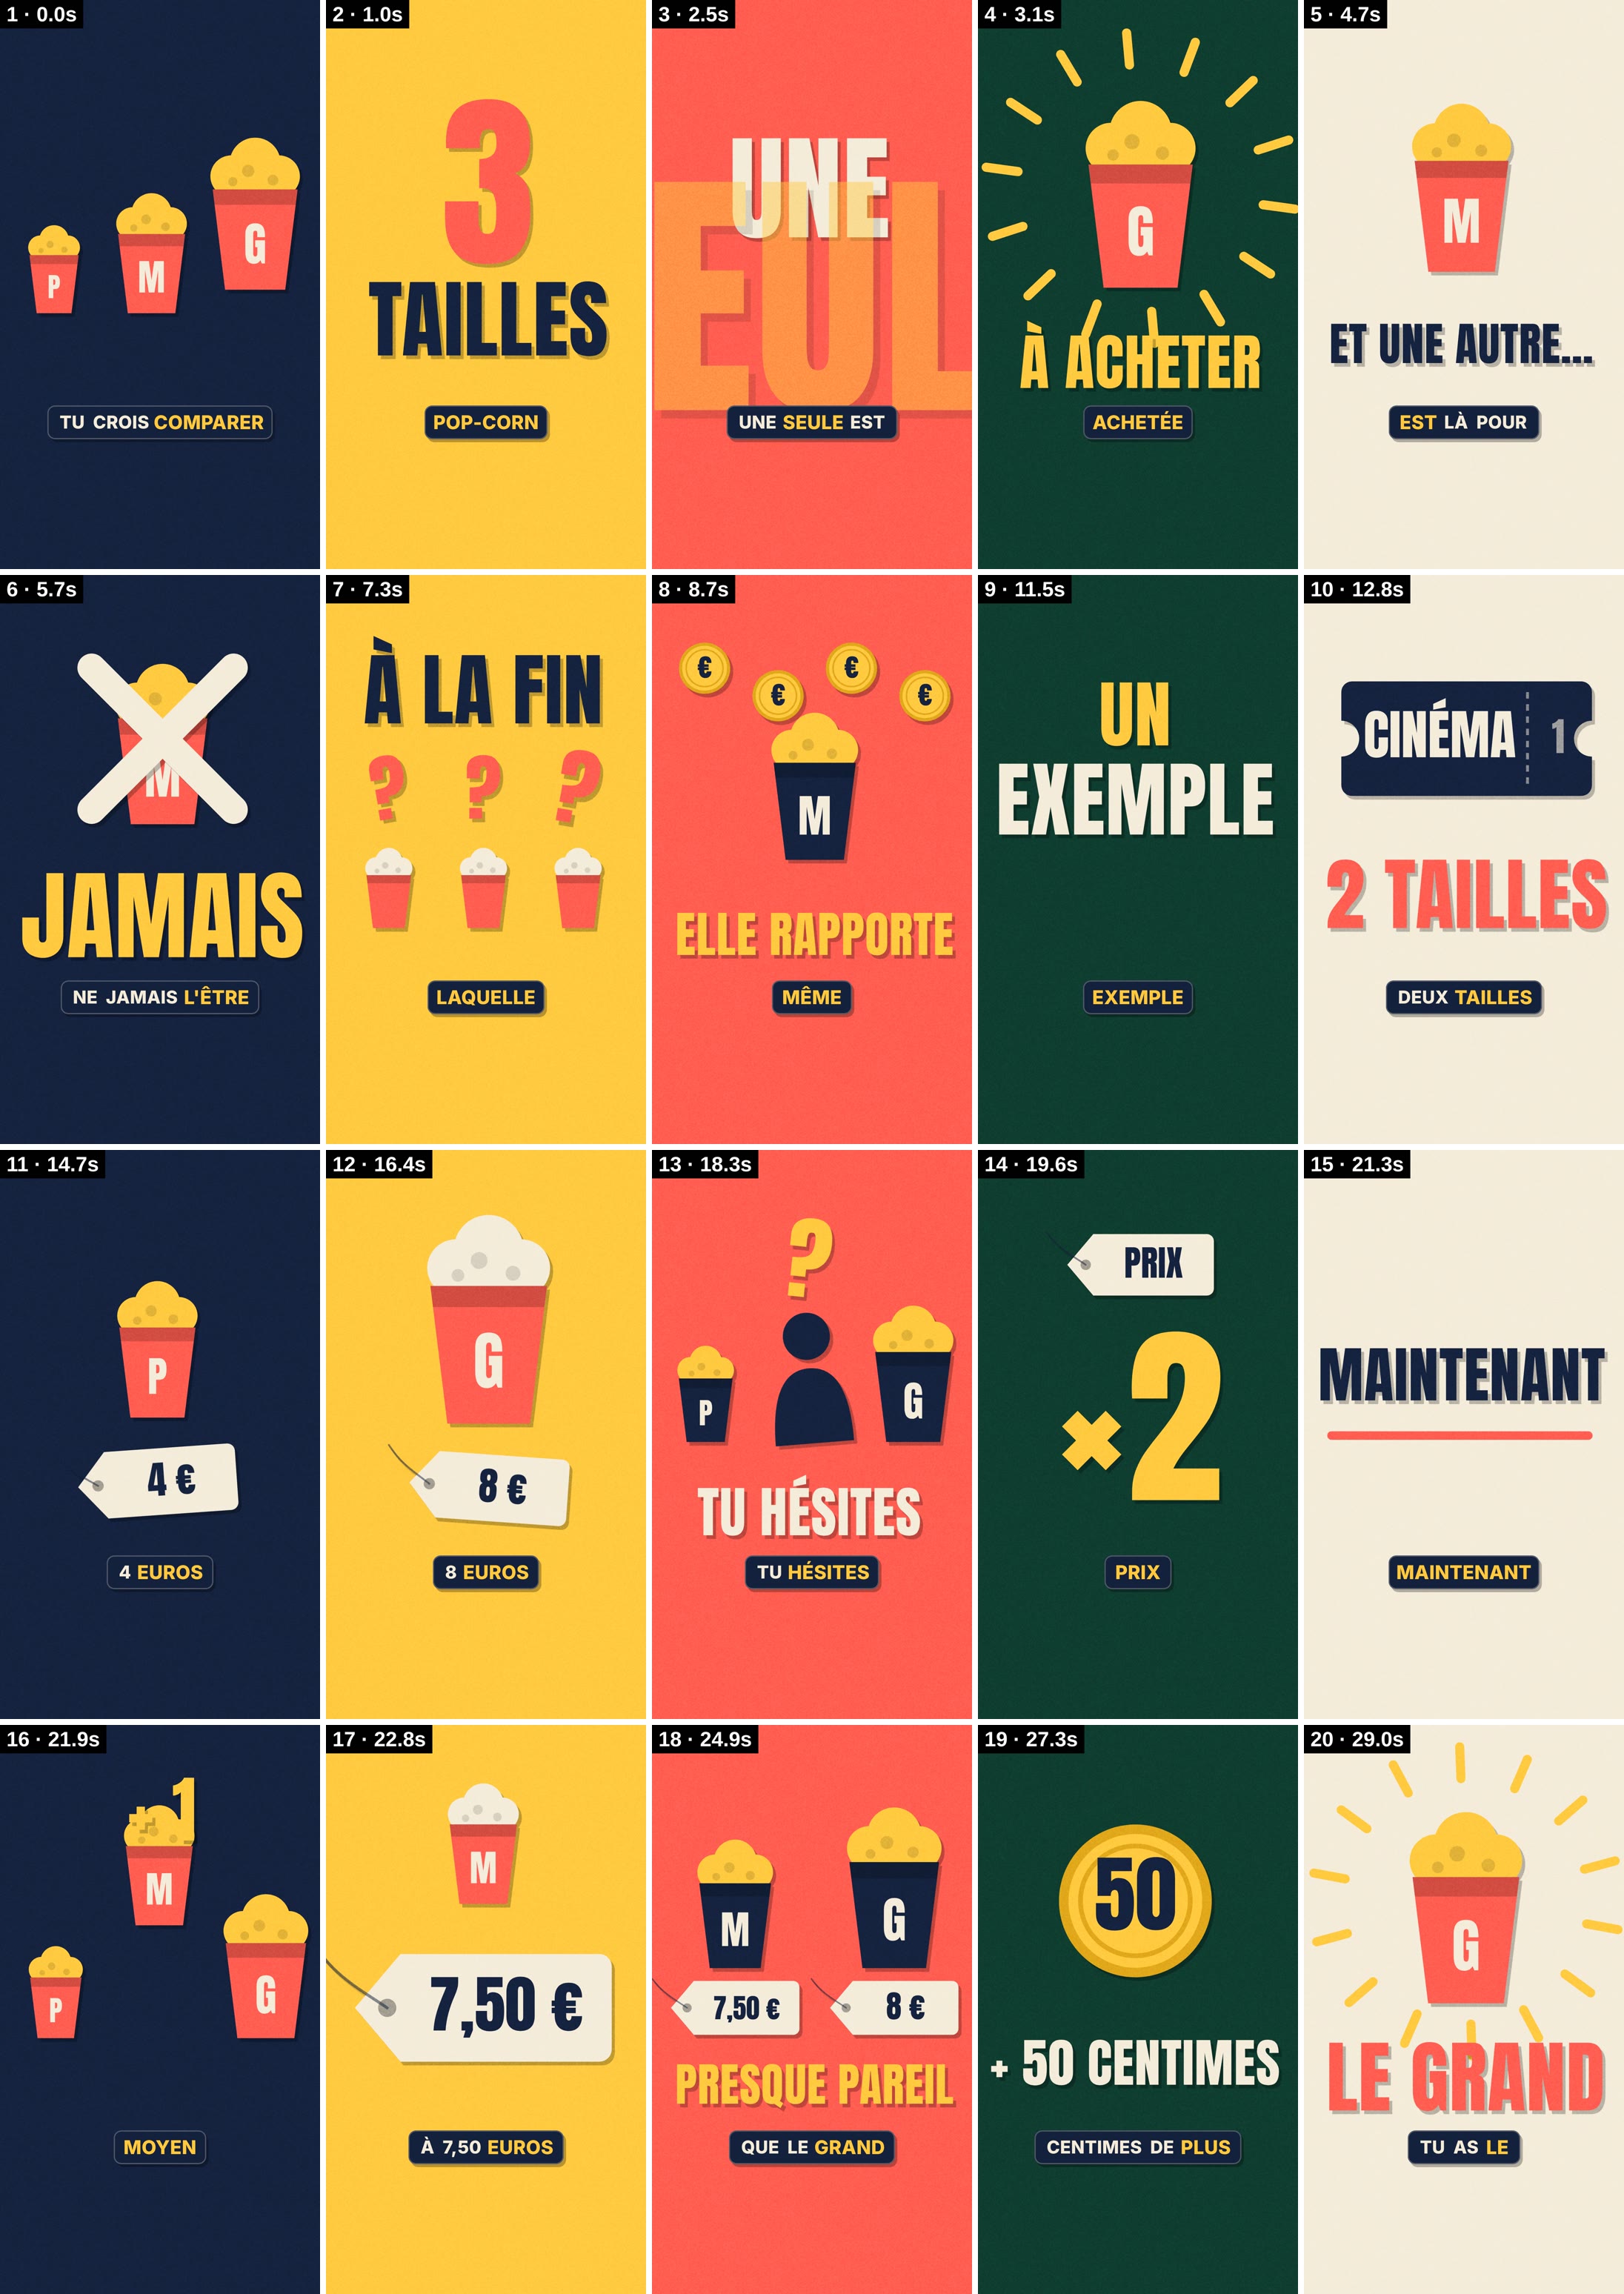 1 · 0.0s
P
M
G
TU CROIS COMPARER
2 · 1.0s
3
TAILLES
POP-CORN
3 · 2.5s
UNE
EUL
UNE SEULE EST
4 · 3.1s
G
À ACHETER
ACHETÉE
5 · 4.7s
M
ET UNE AUTRE...
EST LÀ POUR
6 · 5.7s
M
JAMAIS
NE JAMAIS L'ÊTRE
7 · 7.3s
À LA FIN
? ? ?
LAQUELLE
8 · 8.7s
€ € € €
M
ELLE RAPPORTE
MÊME
9 · 11.5s
UN
EXEMPLE
EXEMPLE
10 · 12.8s
CINÉMA 1
2 TAILLES
DEUX TAILLES
11 · 14.7s
P
4 €
4 EUROS
12 · 16.4s
G
8 €
8 EUROS
13 · 18.3s
?
P
G
TU HÉSITES
TU HÉSITES
14 · 19.6s
PRIX
×2
PRIX
15 · 21.3s
MAINTENANT
MAINTENANT
16 · 21.9s
+1
M
P
G
MOYEN
17 · 22.8s
M
7,50 €
À 7,50 EUROS
18 · 24.9s
M
G
7,50 €
8 €
PRESQUE PAREIL
QUE LE GRAND
19 · 27.3s
50
+ 50 CENTIMES
CENTIMES DE PLUS
20 · 29.0s
G
LE GRAND
TU AS LE